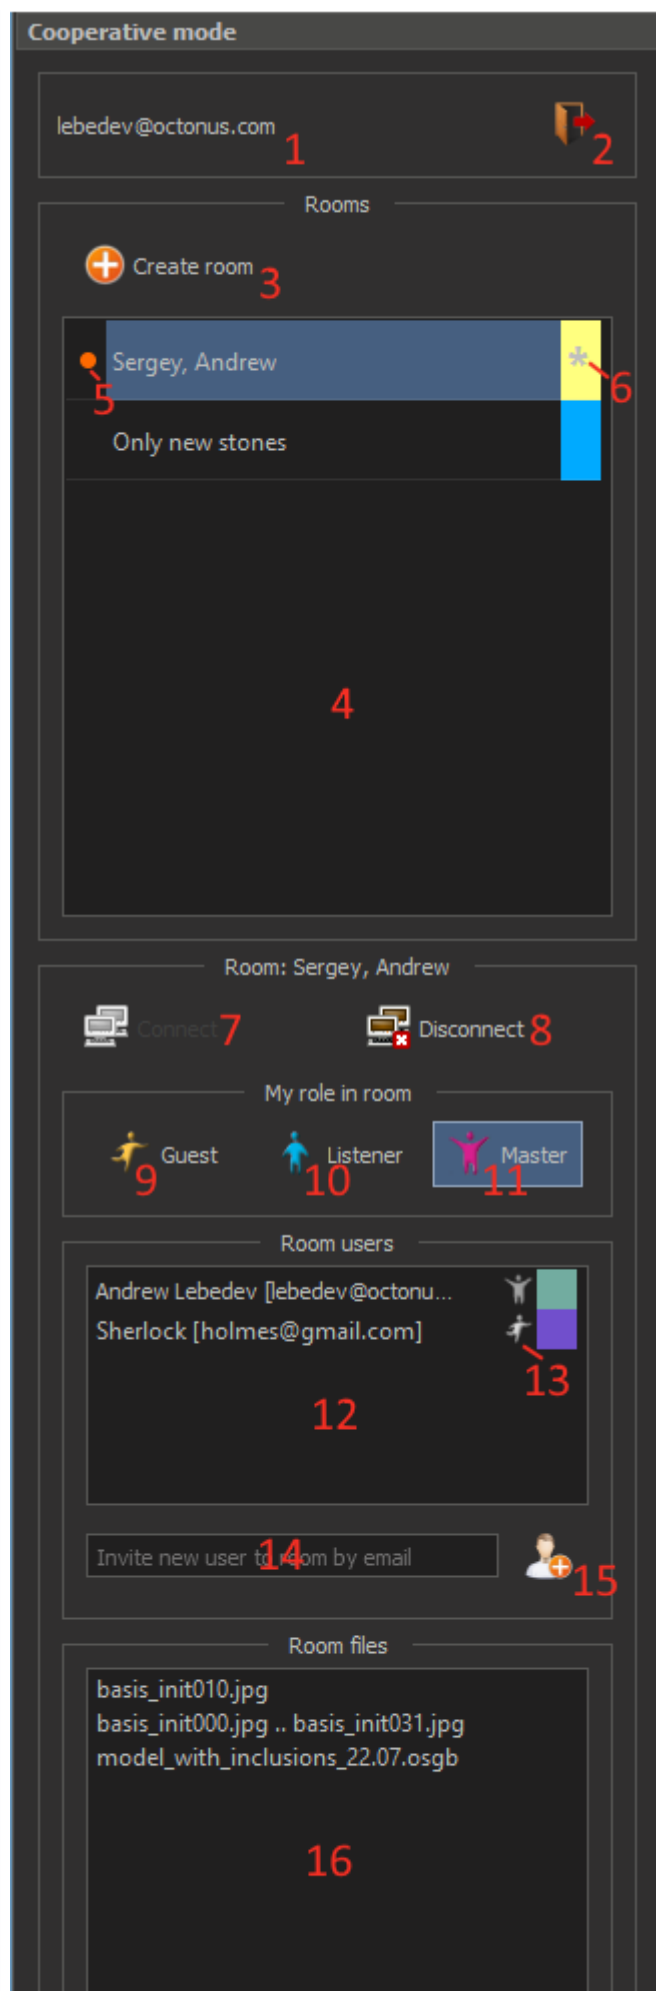 Cooperative mode
lebedev@octonus.com
1
2
Rooms
Create room 3
Sergey, Andrew *
5
6
Only new stones
4
Room: Sergey, Andrew
Connect 7
Disconnect 8
My role in room
Guest
Listener
Master
9
10
11
Room users
Andrew Lebedev [lebedev@octonu...
Sherlock [holmes@gmail.com]
13
12
Invite new user to room by email
14
15
Room files
basis_init010.jpg
basis_init000.jpg .. basis_init031.jpg
model_with_inclusions_22.07.osgb
16